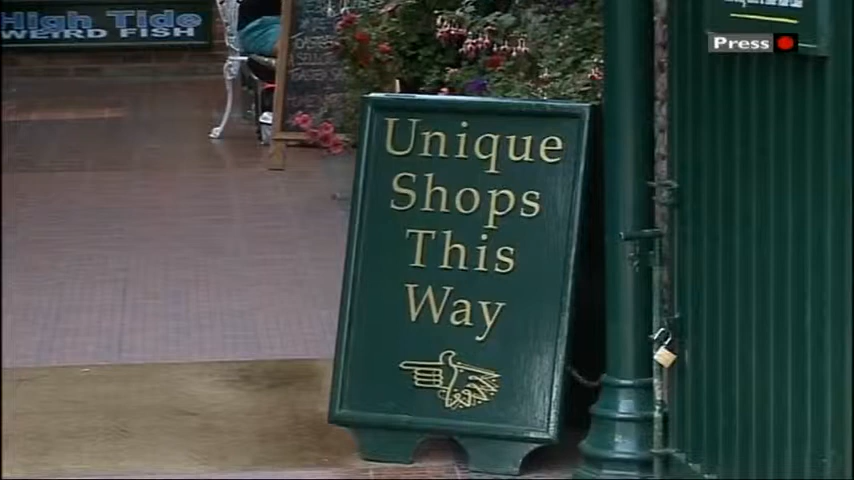 High Tide
WEIRD FISH
Press
Unique
Shops
This
Way